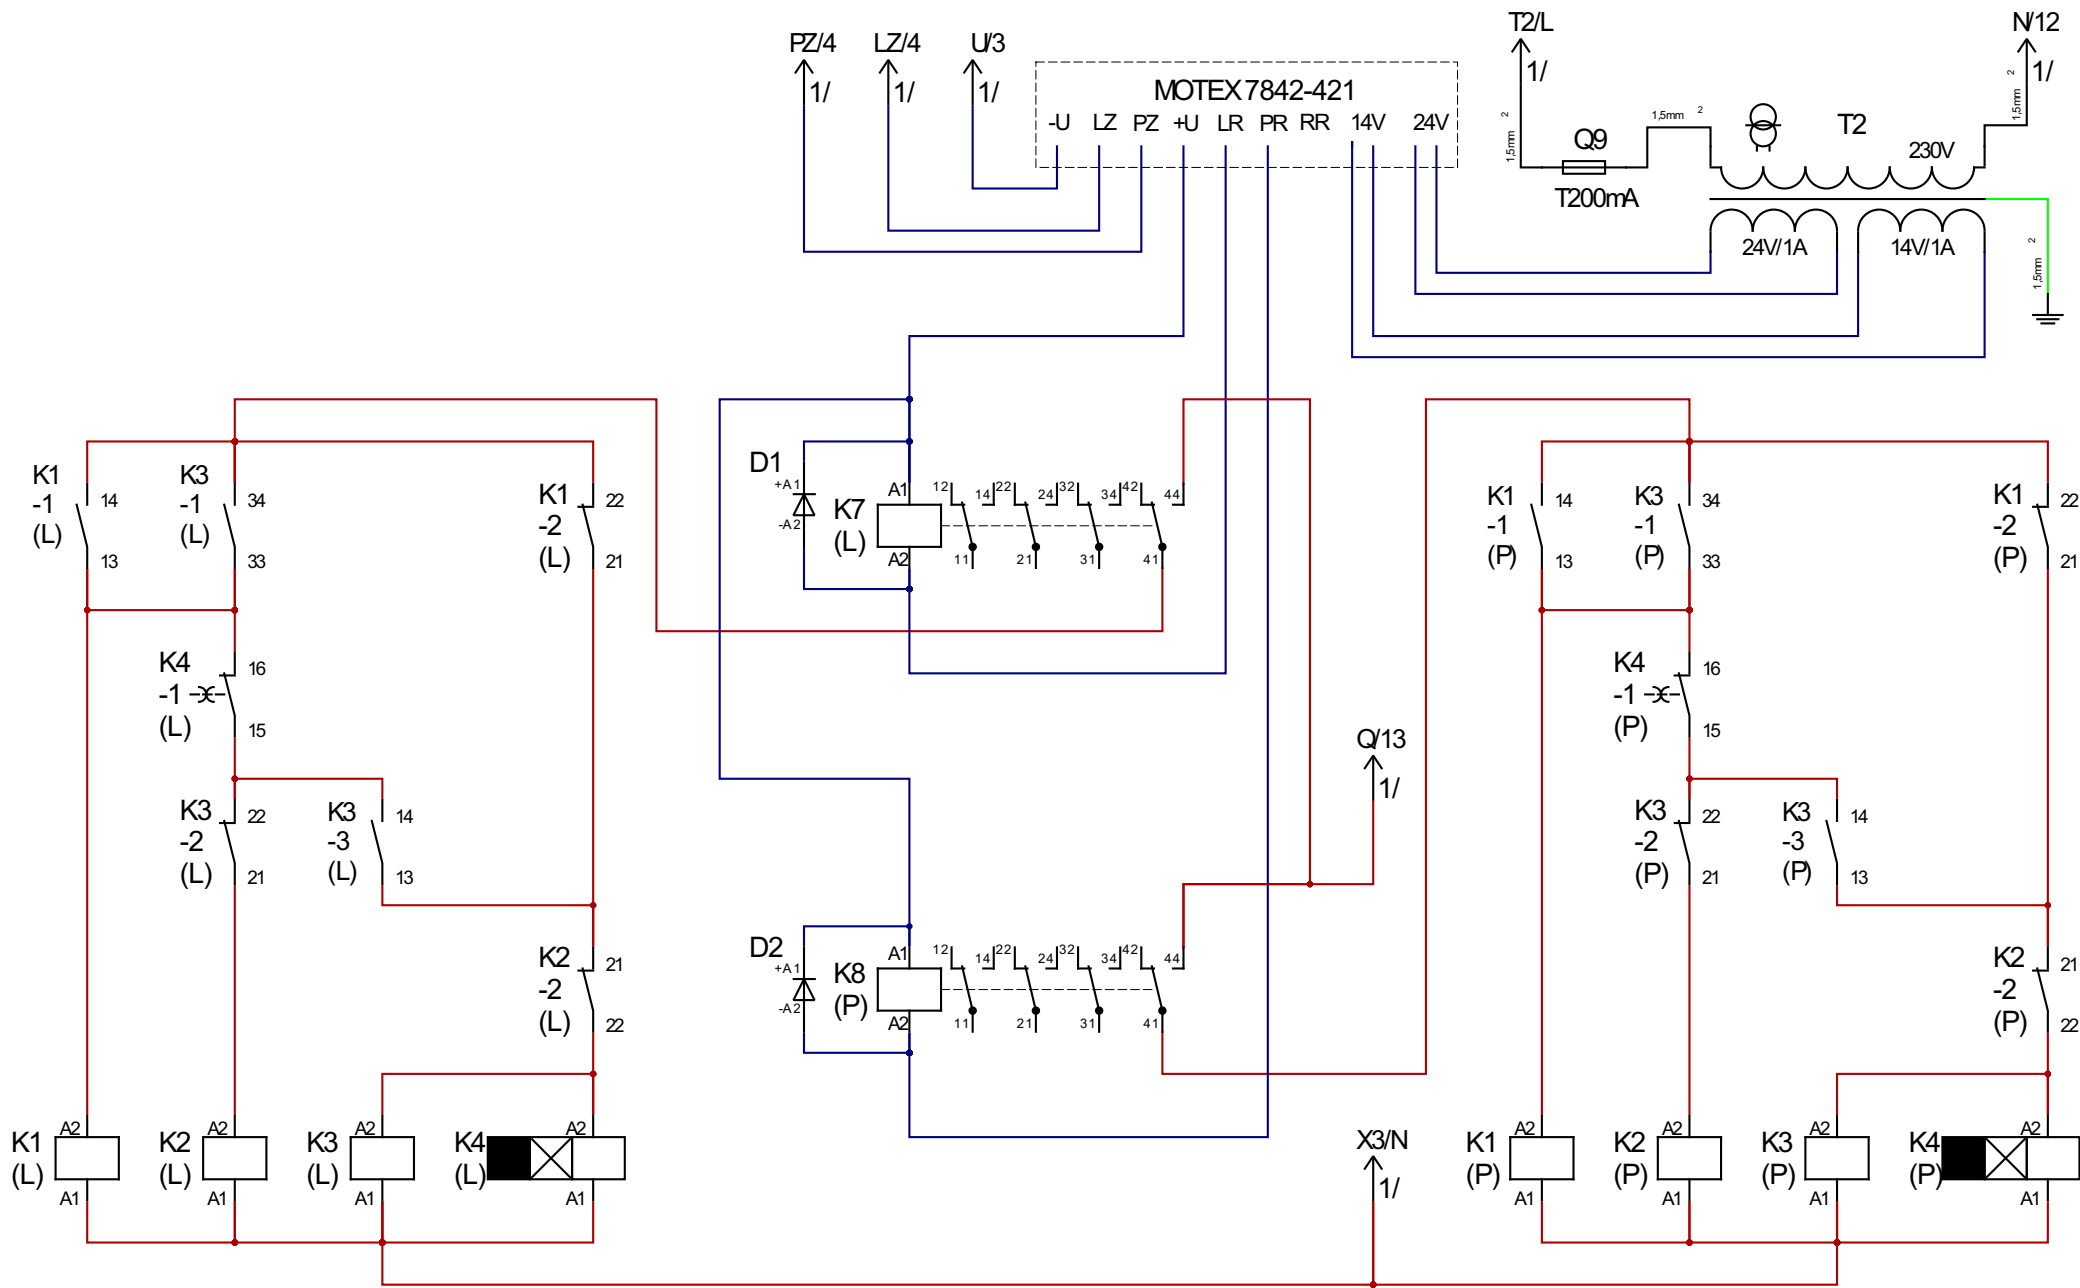 PZ/4 LZ/4 U/3 T2/L N/12
1/ 1/ 1/ 1/ 1/
MOTEX 7842-421
-U LZ PZ +U LR PR RR 14V 24V
1,5mm 2
1,5mm 2
1,5mm 2
1,5mm 2
Q9
T200mA
T2
230V
24V/1A 14V/1A
K1
-1
(L)
14
13
K3
-1
(L)
34
33
K1
-2
(L)
22
21
K4
-1
(L)
16
15
K3
-2
(L)
22
21
K3
-3
(L)
14
13
K2
-2
(L)
21
22
K1
(L)
A2
A1
K2
(L)
A2
A1
K3
(L)
A2
A1
K4
(L)
A2
A1
D1
+A1
-A2
K7
(L)
A1
A2
12 14 22 24 32 34 42 44
11 21 31 41
D2
+A1
-A2
K8
(P)
A1
A2
12 14 22 24 32 34 42 44
11 21 31 41
Q/13
1/
X3/N
1/
K1
-1
(P)
14
13
K3
-1
(P)
34
33
K1
-2
(P)
22
21
K4
-1
(P)
16
15
K3
-2
(P)
22
21
K3
-3
(P)
14
13
K2
-2
(P)
21
22
K1
(P)
A2
A1
K2
(P)
A2
A1
K3
(P)
A2
A1
K4
(P)
A2
A1